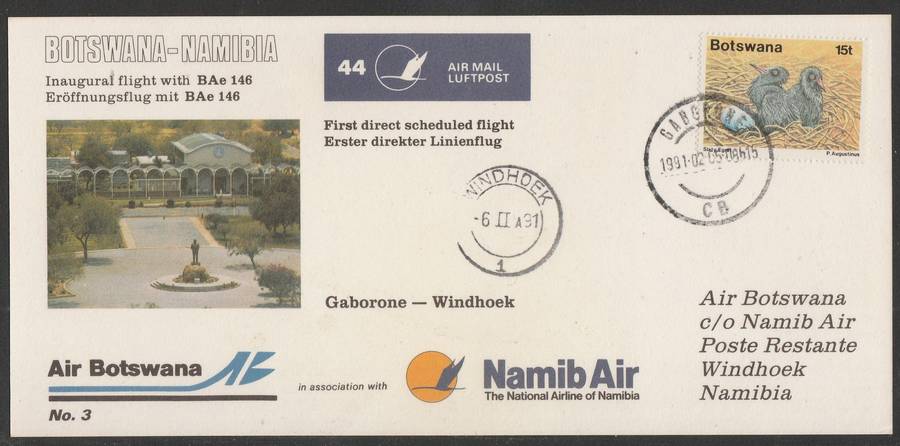 BOTSWANA-NAMIBIA
Inaugural flight with BAe 146
Eröffnungsflug mit BAe 146
44
AIR MAIL
LUFTPOST
First direct scheduled flight
Erster direkter Linienflug
Botswana 15t
P. Augustinus
GABORONE
1991-02-05-08h15
CB
WINDHOEK
-6 II A91
1
Gaborone — Windhoek
Air Botswana
c/o Namib Air
Poste Restante
Windhoek
Namibia
Air Botswana
No. 3
in association with
Namib Air
The National Airline of Namibia